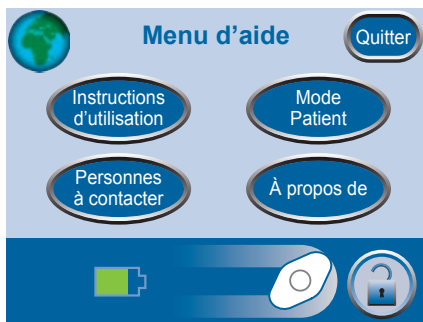 Menu d'aide
Quitter
Instructions
d'utilisation
Mode
Patient
Personnes
à contacter
À propos de